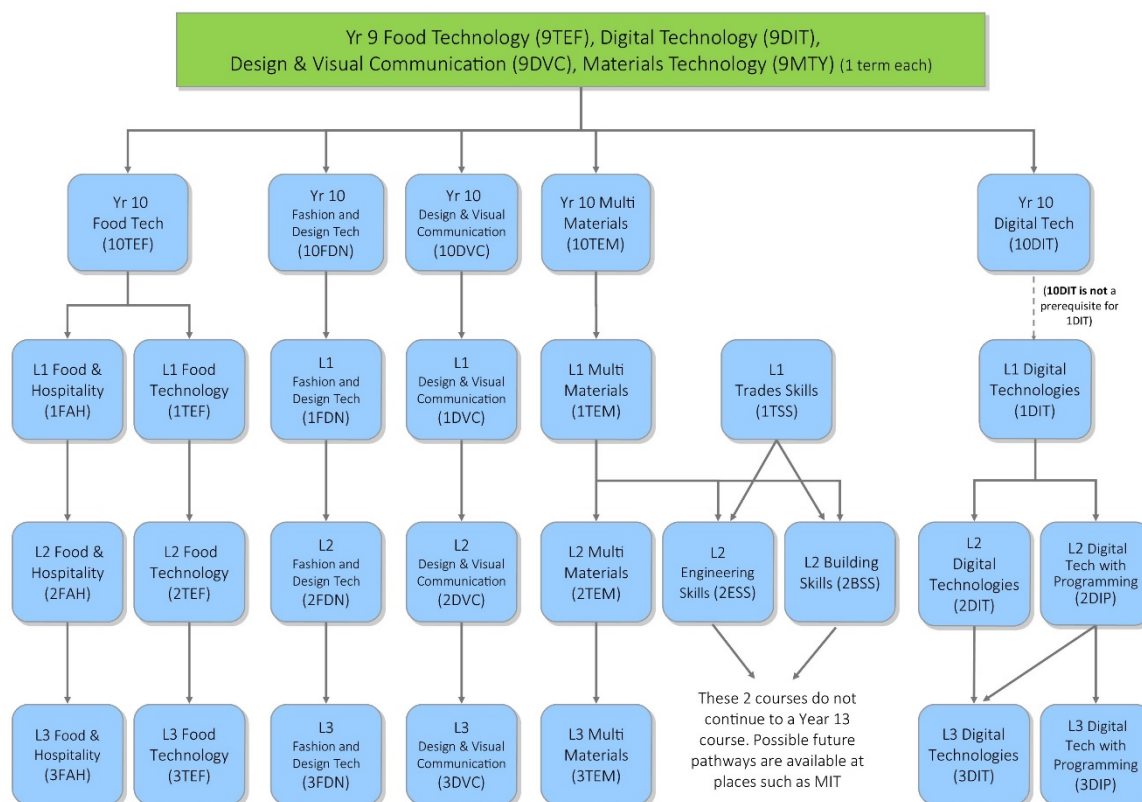 Yr 9 Food Technology (9TEF), Digital Technology (9DIT),
Design & Visual Communication (9DVC), Materials Technology (9MTY) (1 term each)
Yr 10
Food Tech
(10TEF)
Yr 10
Fashion and
Design Tech
(10FDN)
Yr 10
Design & Visual
Communication
(10DVC)
Yr 10 Multi
Materials
(10TEM)
Yr 10
Digital Tech
(10DIT)
(10DIT is not a
prerequisite for
1DIT)
L1 Food &
Hospitality
(1FAH)
L1 Food
Technology
(1TEF)
L1
Fashion and
Design Tech
(1FDN)
L1
Design & Visual
Communication
(1DVC)
L1 Multi
Materials
(1TEM)
L1
Trades Skills
(1TSS)
L1 Digital
Technologies
(1DIT)
L2 Food &
Hospitality
(2FAH)
L2 Food
Technology
(2TEF)
L2
Fashion and
Design Tech
(2FDN)
L2
Design & Visual
Communication
(2DVC)
L2 Multi
Materials
(2TEM)
L2
Engineering
Skills (2ESS)
L2 Building
Skills (2BSS)
L2
Digital
Technologies
(2DIT)
L2 Digital
Tech with
Programming
(2DIP)
L3 Food &
Hospitality
(3FAH)
L3 Food
Technology
(3TEF)
L3
Fashion and
Design Tech
(3FDN)
L3
Design & Visual
Communication
(3DVC)
L3 Multi
Materials
(3TEM)
These 2 courses do not
continue to a Year 13
course. Possible future
pathways are available at
places such as MIT
L3 Digital
Technologies
(3DIT)
L3 Digital
Tech with
Programming
(3DIP)